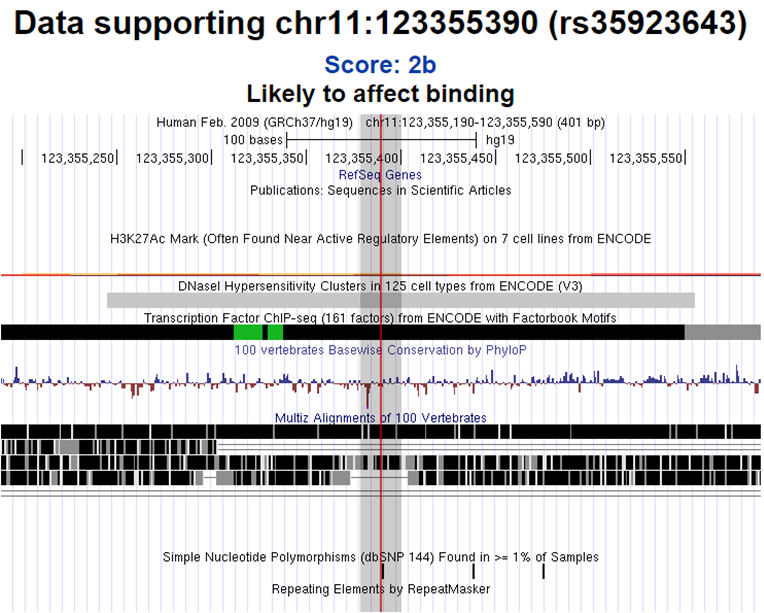 Data supporting chr11:123355390 (rs35923643)
Score: 2b
Likely to affect binding
Human Feb. 2009 (GRCh37/hg19) chr11:123,355,190-123,355,590 (401 bp)
100 bases hg19
123,355,250 123,355,300 123,355,350 123,355,400 123,355,450 123,355,500 123,355,550
RefSeq Genes
Publications: Sequences in Scientific Articles
H3K27Ac Mark (Often Found Near Active Regulatory Elements) on 7 cell lines from ENCODE
DNaseI Hypersensitivity Clusters in 125 cell types from ENCODE (V3)
Transcription Factor ChIP-seq (161 factors) from ENCODE with Factorbook Motifs
100 vertebrates Basewise Conservation by PhyloP
Multiz Alignments of 100 Vertebrates
Simple Nucleotide Polymorphisms (dbSNP 144) Found in >= 1% of Samples
Repeating Elements by RepeatMasker